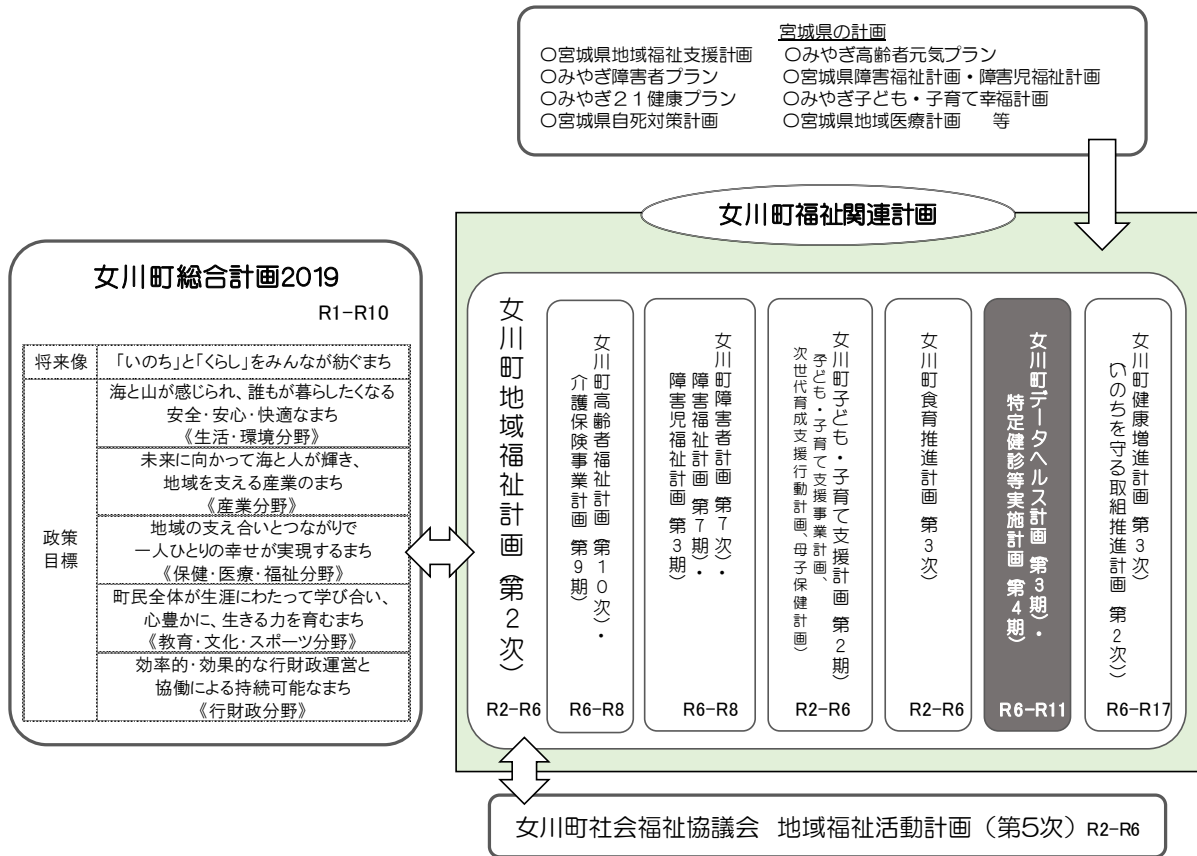 宮城県の計画
〇宮城県地域福祉支援計画　〇みやぎ高齢者元気プラン
〇みやぎ障害者プラン　〇宮城県障害福祉計画・障害児福祉計画
〇みやぎ２１健康プラン　〇みやぎ子ども・子育て幸福計画
〇宮城県自死対策計画　〇宮城県地域医療計画　等
女川町福祉関連計画
女川町総合計画2019
R1-R10
将来像　「いのち」と「くらし」をみんなが紡ぐまち
政策
目標
海と山が感じられ、誰もが暮らしたくなる
安全・安心・快適なまち
《生活・環境分野》
未来に向かって海と人が輝き、
地域を支える産業のまち
《産業分野》
地域の支え合いとつながりで
一人ひとりの幸せが実現するまち
《保健・医療・福祉分野》
町民全体が生涯にわたって学び合い、
心豊かに、生きる力を育むまち
《教育・文化・スポーツ分野》
効率的・効果的な行財政運営と
協働による持続可能なまち
《行財政分野》
女川町地域福祉計画（第２次）
R2-R6
女川町高齢者福祉計画（第１０次）・
介護保険事業計画（第９期）
R6-R8
女川町障害者計画（第７次）・
障害福祉計画（第７期）・
障害児福祉計画（第３期）
R6-R8
女川町子ども・子育て支援計画（第２期）
（子ども・子育て支援事業計画、
次世代育成支援行動計画、母子保健計画）
R2-R6
女川町食育推進計画（第３次）
R2-R6
女川町データヘルス計画（第３期）・
特定健診等実施計画（第４期）
R6-R11
女川町健康増進計画（第３次）
（いのちを守る取組推進計画（第２次））
R6-R17
女川町社会福祉協議会　地域福祉活動計画（第5次）R2-R6